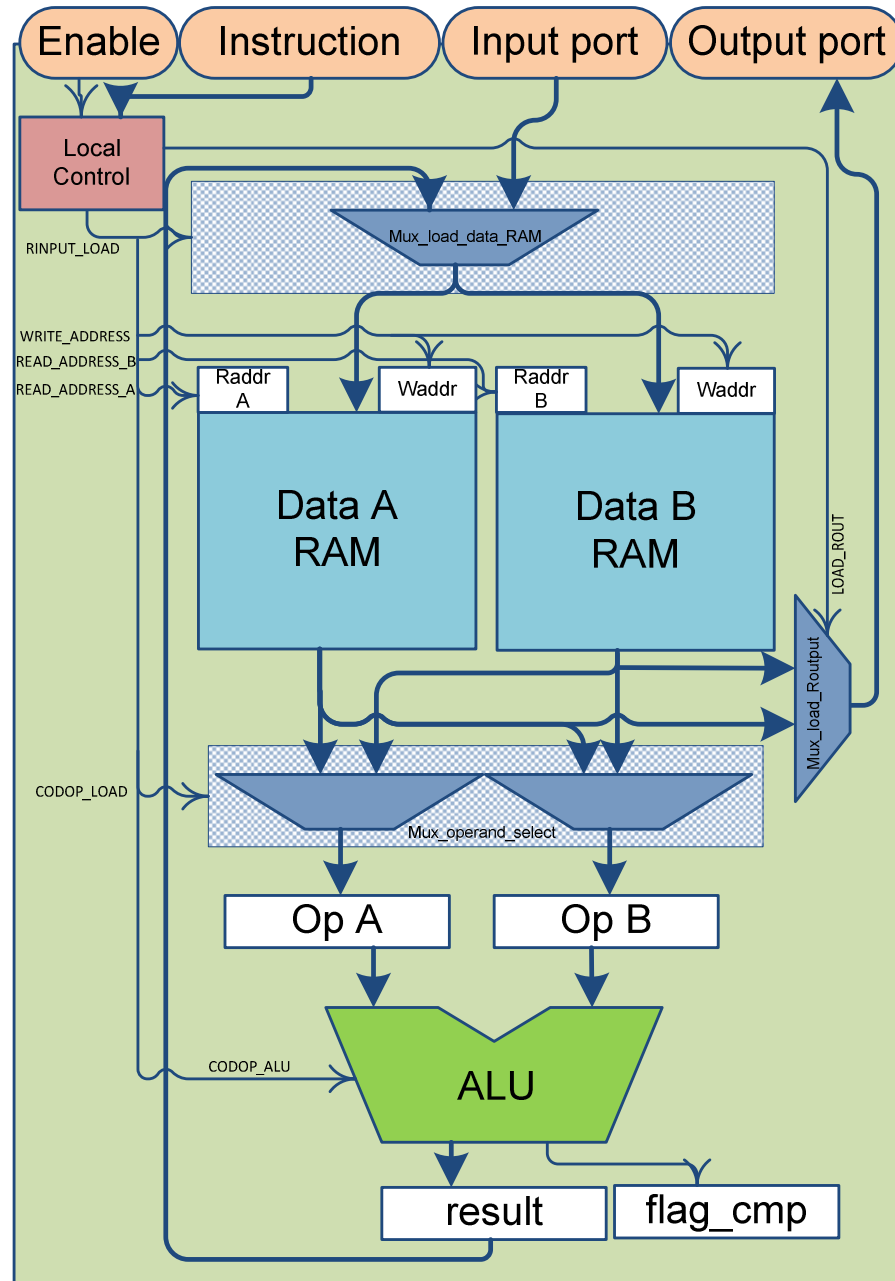 Enable
Instruction
Input port
Output port
Local
Control
Mux_load_data_RAM
RINPUT_LOAD
WRITE_ADDRESS
READ_ADDRESS_B
READ_ADDRESS_A
Raddr
A
Waddr
Raddr
B
Waddr
Data A
RAM
Data B
RAM
LOAD_ROUT
Mux_load_Routput
CODOP_LOAD
Mux_operand_select
Op A
Op B
CODOP_ALU
ALU
result
flag_cmp